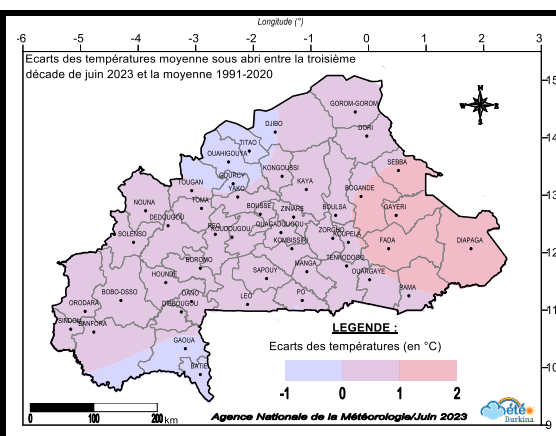 Longitude (°)
-6 -5 -4 -3 -2 -1 0 1 2 3
Ecarts des températures moyenne sous abri entre la troisième
décade de juin 2023 et la moyenne 1991-2020
15
GOROM-GOROM
N
W E
S
DJIBO
DORI
14
TITAO
OUAHIGOUYA
SEBBA
KONGOUSSI
GOURCY
TOUGAN
KAYA
YAKO
BOGANDE
13
NOUNA
TOMA
BOUSSE
ZINIARE
BOULSA
GAYERI
DEDOUGOU
REO
KOUDOUGOU
OUAGADOUGOU
ZORGHO
KOUPELA
SOLENSO
KOMBISSIRI
FADA
DIAPAGA
12
BOROMO
TENKODOGO
MANGA
HOUNDE
SAPOUY
OUARGAYE
BOBO-DSSO
DANO
LEO
PO
PAMA
ORODARA
DIEBOUGOU
11
SINDOU
BANFORA
LEGENDE :
GAOUA
Ecarts des températures (en °C)
BATIE
10
-1 0 1 2
0 100 200 km
Agence Nationale de la Météorologie/Juin 2023
météo
Burkina
9